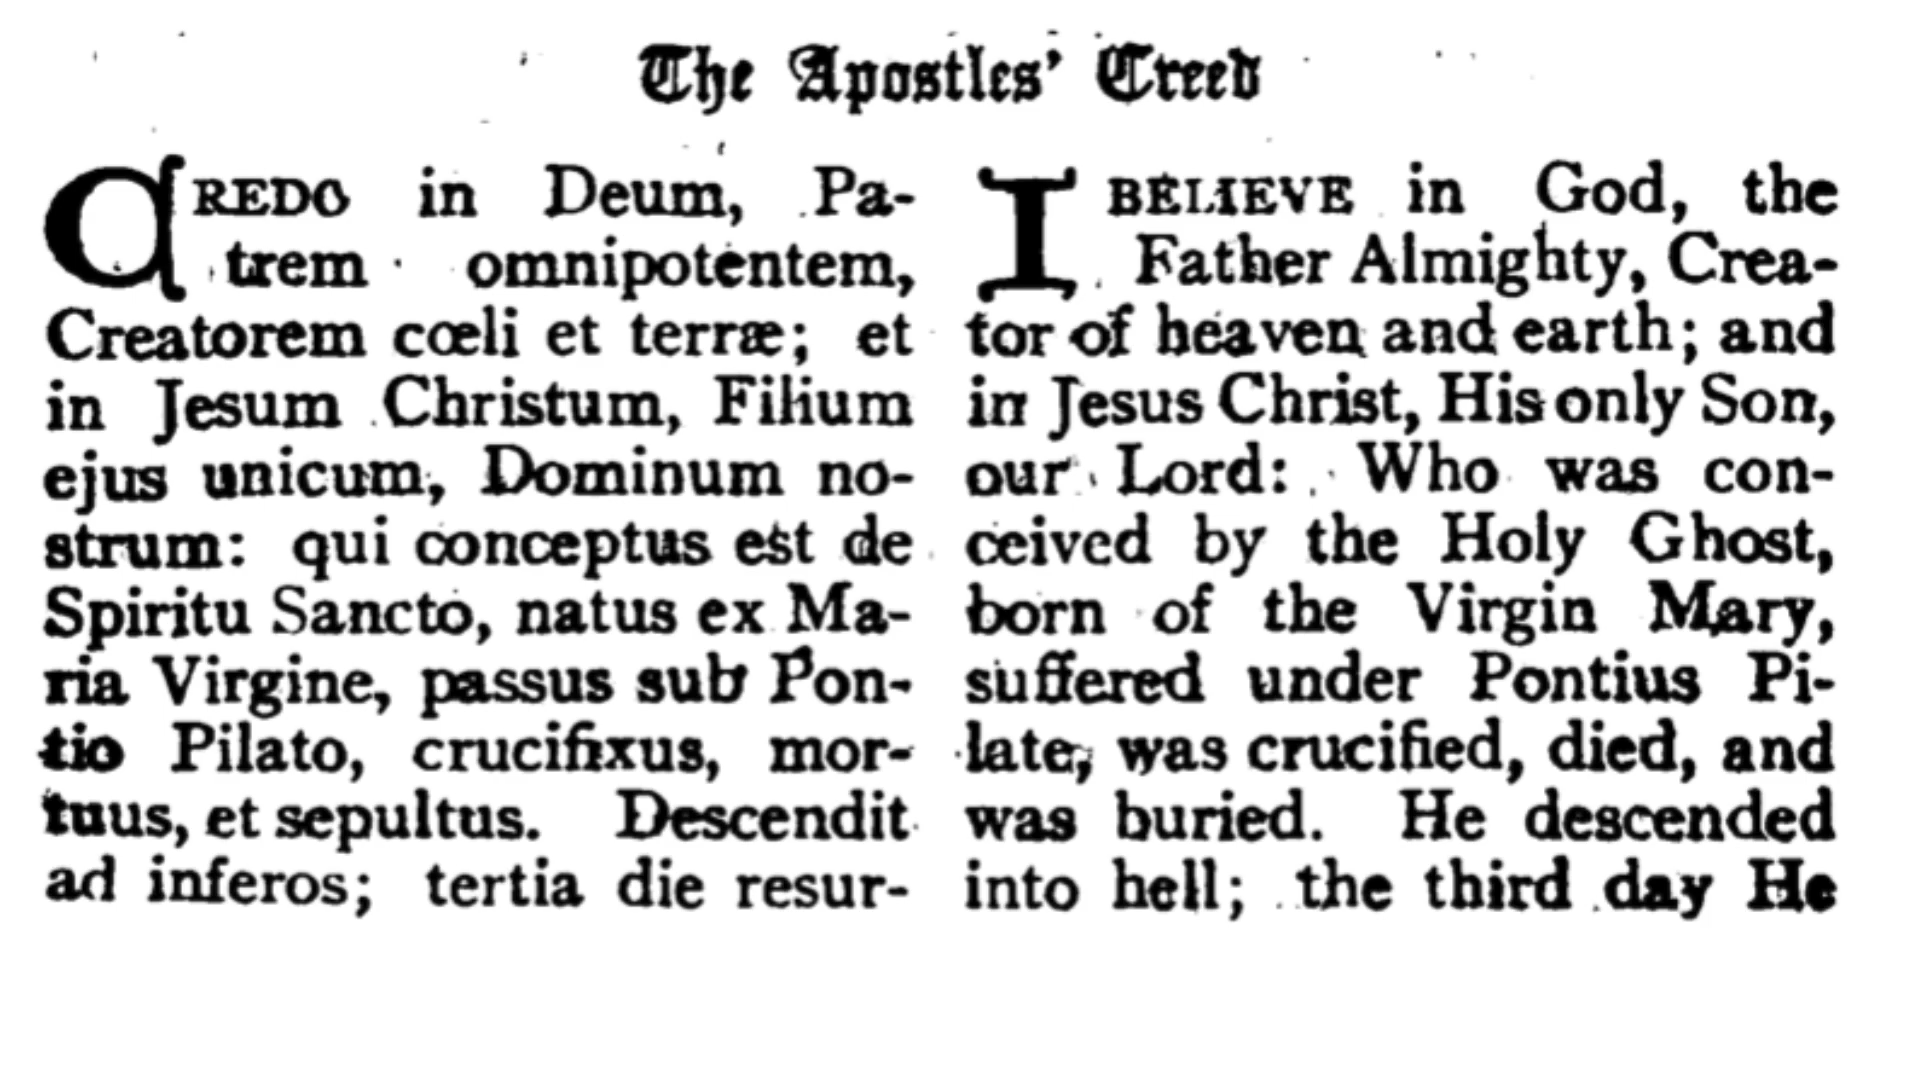 The Apostles' Creed
CREDO in Deum, Pa-
trem omnipotentem,
Creatorem cœli et terræ; et
in Jesum Christum, Filium
ejus unicum, Dominum no-
strum: qui conceptus est de
Spiritu Sancto, natus ex Ma-
ria Virgine, passus sub Pon-
tio Pilato, crucifixus, mor-
tuus, et sepultus. Descendit
ad inferos; tertia die resur-
I BELIEVE in God, the
Father Almighty, Crea-
tor of heaven and earth; and
in Jesus Christ, His only Son,
our Lord: Who was con-
ceived by the Holy Ghost,
born of the Virgin Mary,
suffered under Pontius Pi-
late, was crucified, died, and
was buried. He descended
into hell; the third day He